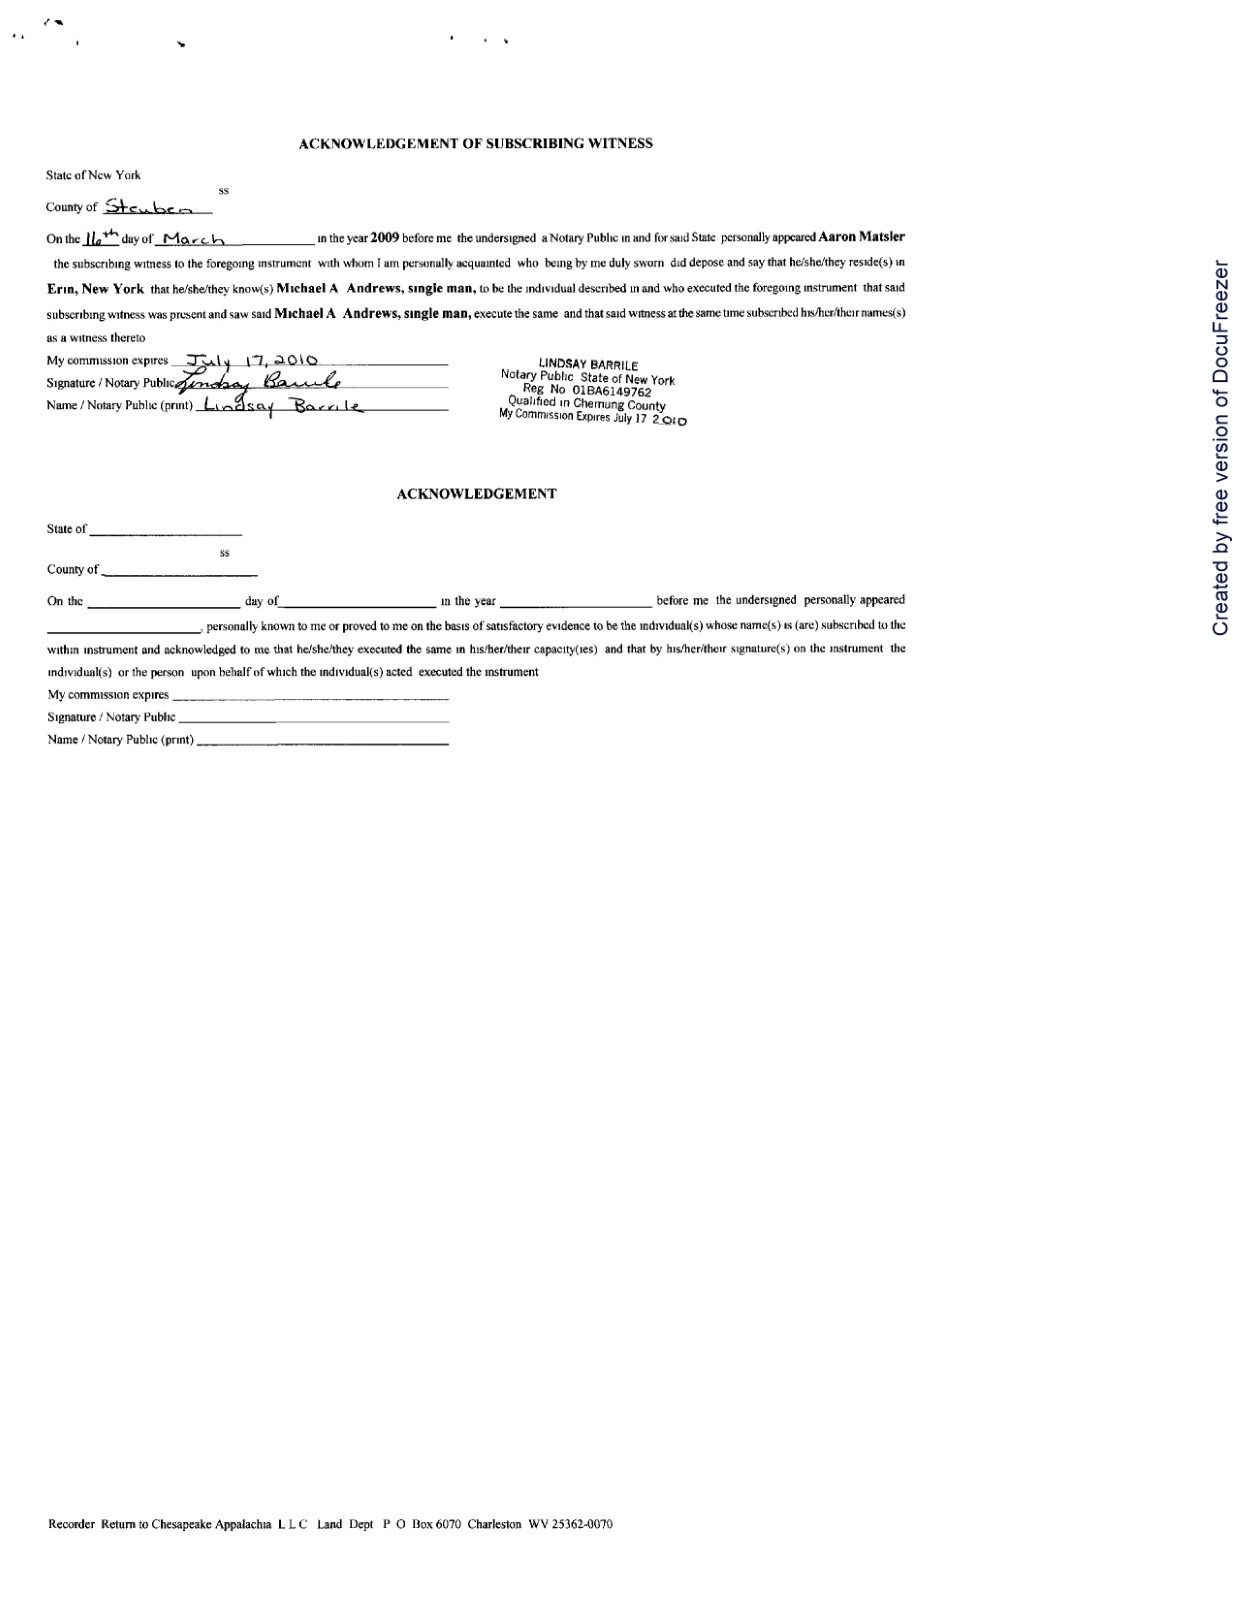 ACKNOWLEDGEMENT OF SUBSCRIBING WITNESS
State of New York
ss
County of Steuben
On the 16th day of March in the year 2009 before me the undersigned a Notary Public in and for said State personally appeared Aaron Matsler
the subscribing witness to the foregoing instrument with whom I am personally acquainted who being by me duly sworn did depose and say that he/she/they reside(s) in
Erin, New York that he/she/they know(s) Michael A Andrews, single man, to be the individual described in and who executed the foregoing instrument that said
subscribing witness was present and saw said Michael A Andrews, single man, execute the same and that said witness at the same time subscribed his/her/their names(s)
as a witness thereto
My commission expires July 17, 2010
Signature / Notary Public Lindsay Barrile
Name / Notary Public (print) Lindsay Barrile
LINDSAY BARRILE
Notary Public State of New York
Reg No 01BA6149762
Qualified in Chemung County
My Commission Expires July 17 2010
ACKNOWLEDGEMENT
State of
ss
County of
On the day of in the year before me the undersigned personally appeared
, personally known to me or proved to me on the basis of satisfactory evidence to be the individual(s) whose name(s) is (are) subscribed to the
within instrument and acknowledged to me that he/she/they executed the same in his/her/their capacity(ies) and that by his/her/their signature(s) on the instrument the
individual(s) or the person upon behalf of which the individual(s) acted executed the instrument
My commission expires
Signature / Notary Public
Name / Notary Public (print)
Recorder Return to Chesapeake Appalachia L L C Land Dept P O Box 6070 Charleston WV 25362-0070
Created by free version of DocuFreezer